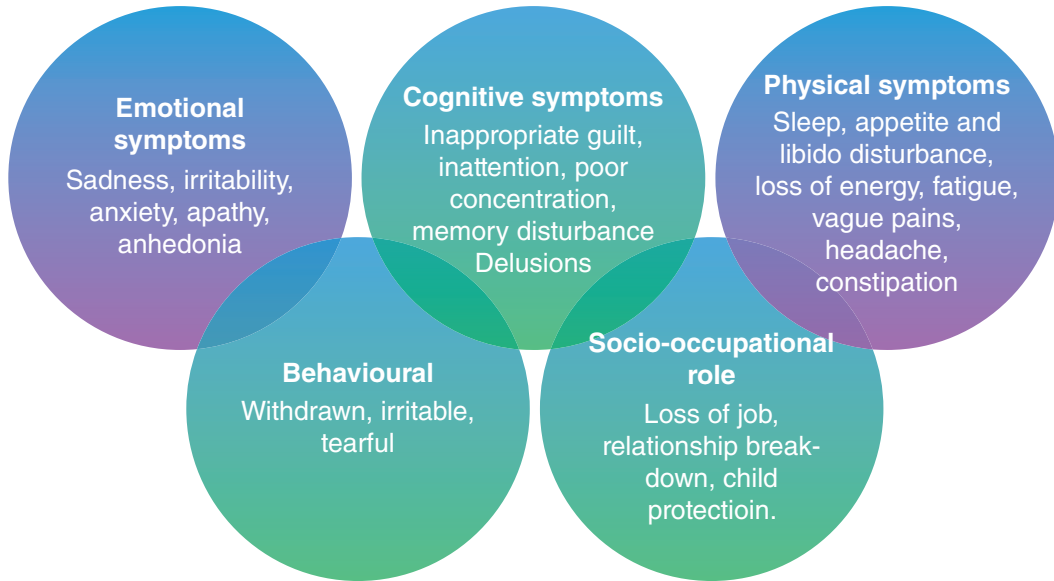 Emotional
symptoms
Sadness, irritability,
anxiety, apathy,
anhedonia
Cognitive symptoms
Inappropriate guilt,
inattention, poor
concentration,
memory disturbance
Delusions
Physical symptoms
Sleep, appetite and
libido disturbance,
loss of energy, fatigue,
vague pains,
headache,
constipation
Behavioural
Withdrawn, irritable,
tearful
Socio-occupational
role
Loss of job,
relationship break-
down, child
protectioin.